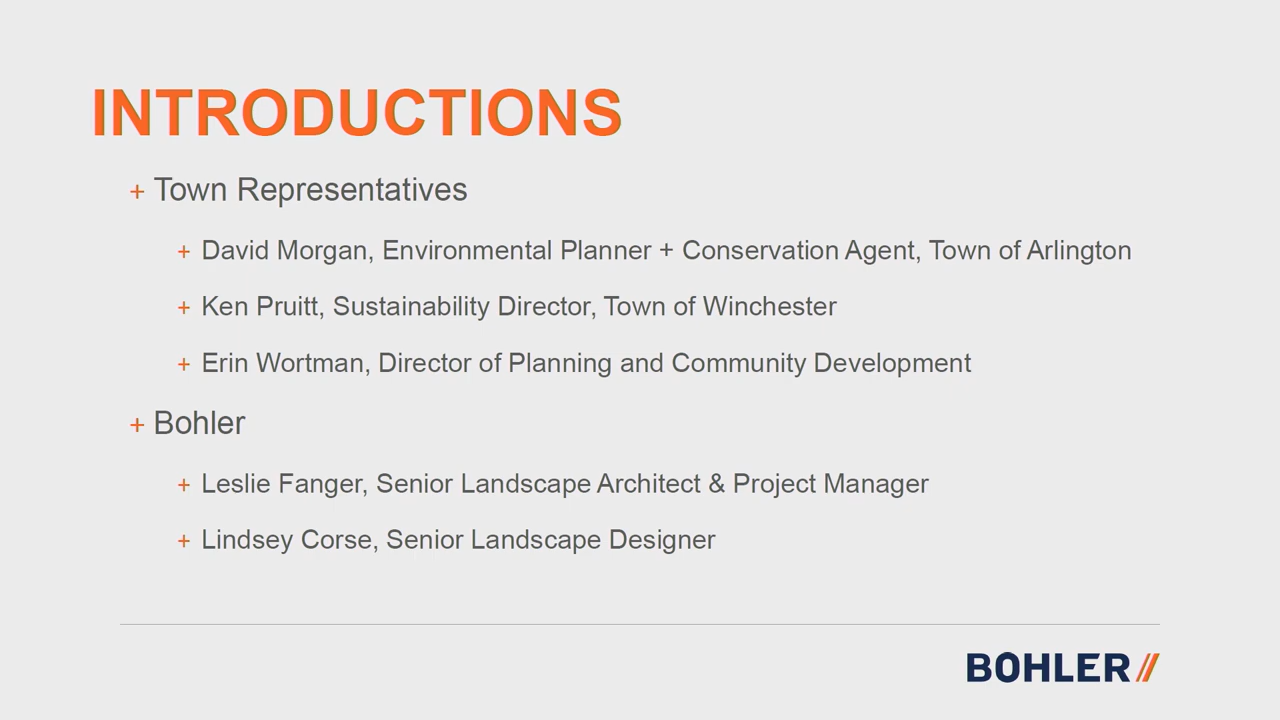 INTRODUCTIONS
+ Town Representatives
+ David Morgan, Environmental Planner + Conservation Agent, Town of Arlington
+ Ken Pruitt, Sustainability Director, Town of Winchester
+ Erin Wortman, Director of Planning and Community Development
+ Bohler
+ Leslie Fanger, Senior Landscape Architect & Project Manager
+ Lindsey Corse, Senior Landscape Designer
BOHLER//